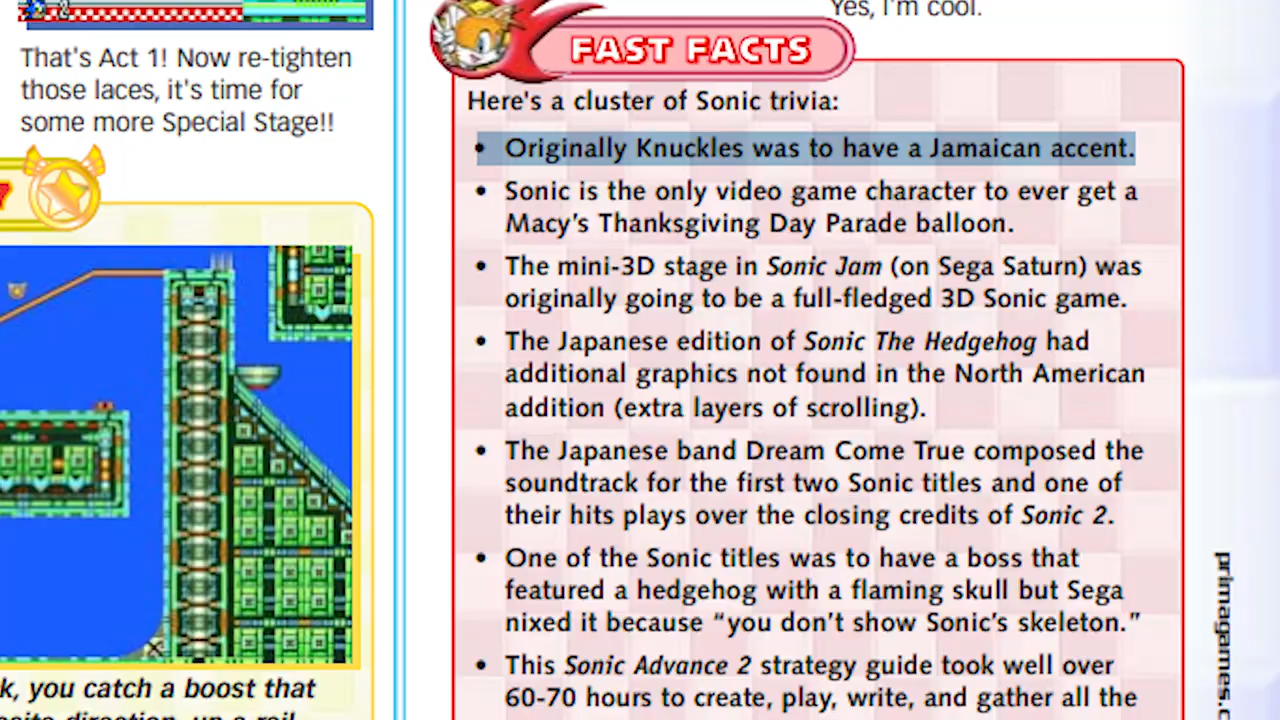 Yes, I'm cool.
That's Act 1! Now re-tighten
those laces, it's time for
some more Special Stage!!
k, you catch a boost that
FAST FACTS
Here's a cluster of Sonic trivia:
• Originally Knuckles was to have a Jamaican accent.
• Sonic is the only video game character to ever get a
Macy's Thanksgiving Day Parade balloon.
• The mini-3D stage in Sonic Jam (on Sega Saturn) was
originally going to be a full-fledged 3D Sonic game.
• The Japanese edition of Sonic The Hedgehog had
additional graphics not found in the North American
addition (extra layers of scrolling).
• The Japanese band Dream Come True composed the
soundtrack for the first two Sonic titles and one of
their hits plays over the closing credits of Sonic 2.
• One of the Sonic titles was to have a boss that
featured a hedgehog with a flaming skull but Sega
nixed it because “you don't show Sonic's skeleton.”
• This Sonic Advance 2 strategy guide took well over
60-70 hours to create, play, write, and gather all the
primagames.c